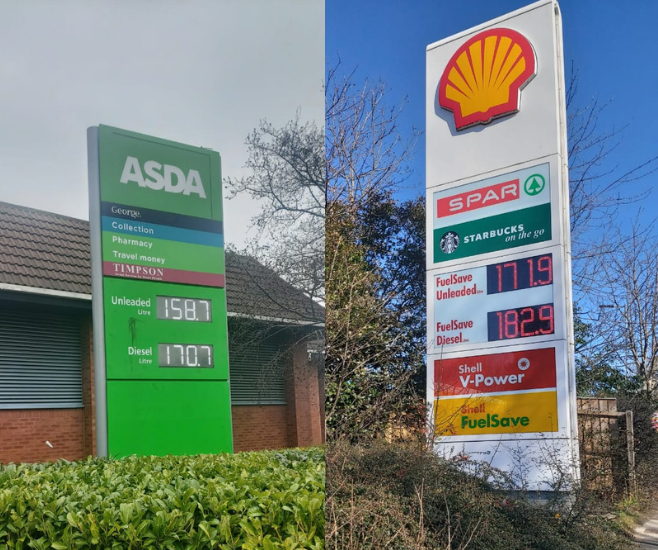 ASDA
George.
Collection
Pharmacy
Travel money
TIMPSON
Unleaded
Litre
158.7
Diesel
Litre
170.7
SPAR
STARBUCKS
on the go
FuelSave
Unleaded
171.9
FuelSave
Diesel
182.9
Shell
V-Power
Shell
FuelSave